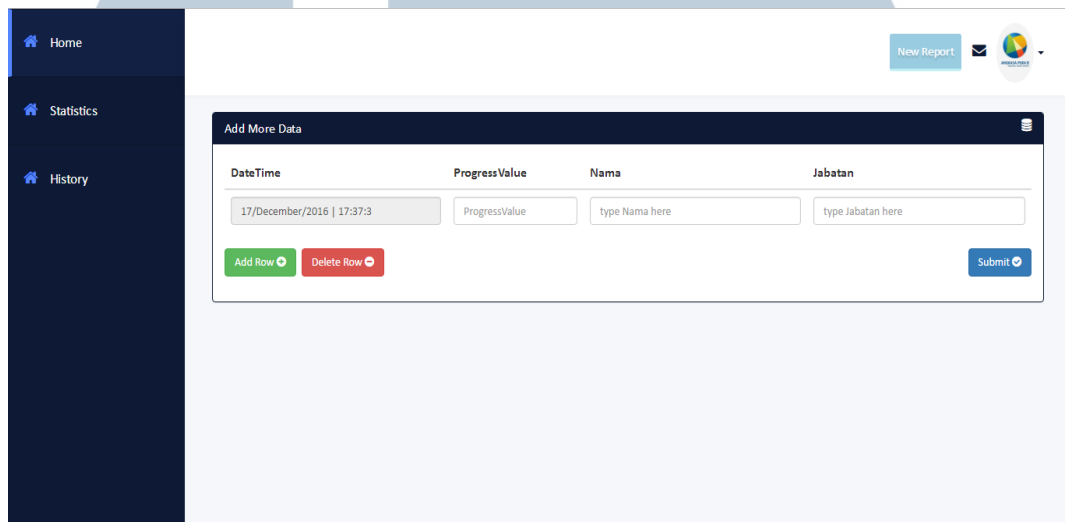 Home
New Report
Statistics
Add More Data
History
DateTime ProgressValue Nama Jabatan
17/December/2016 | 17:37:3 ProgressValue type Nama here type Jabatan here
Add Row Delete Row Submit